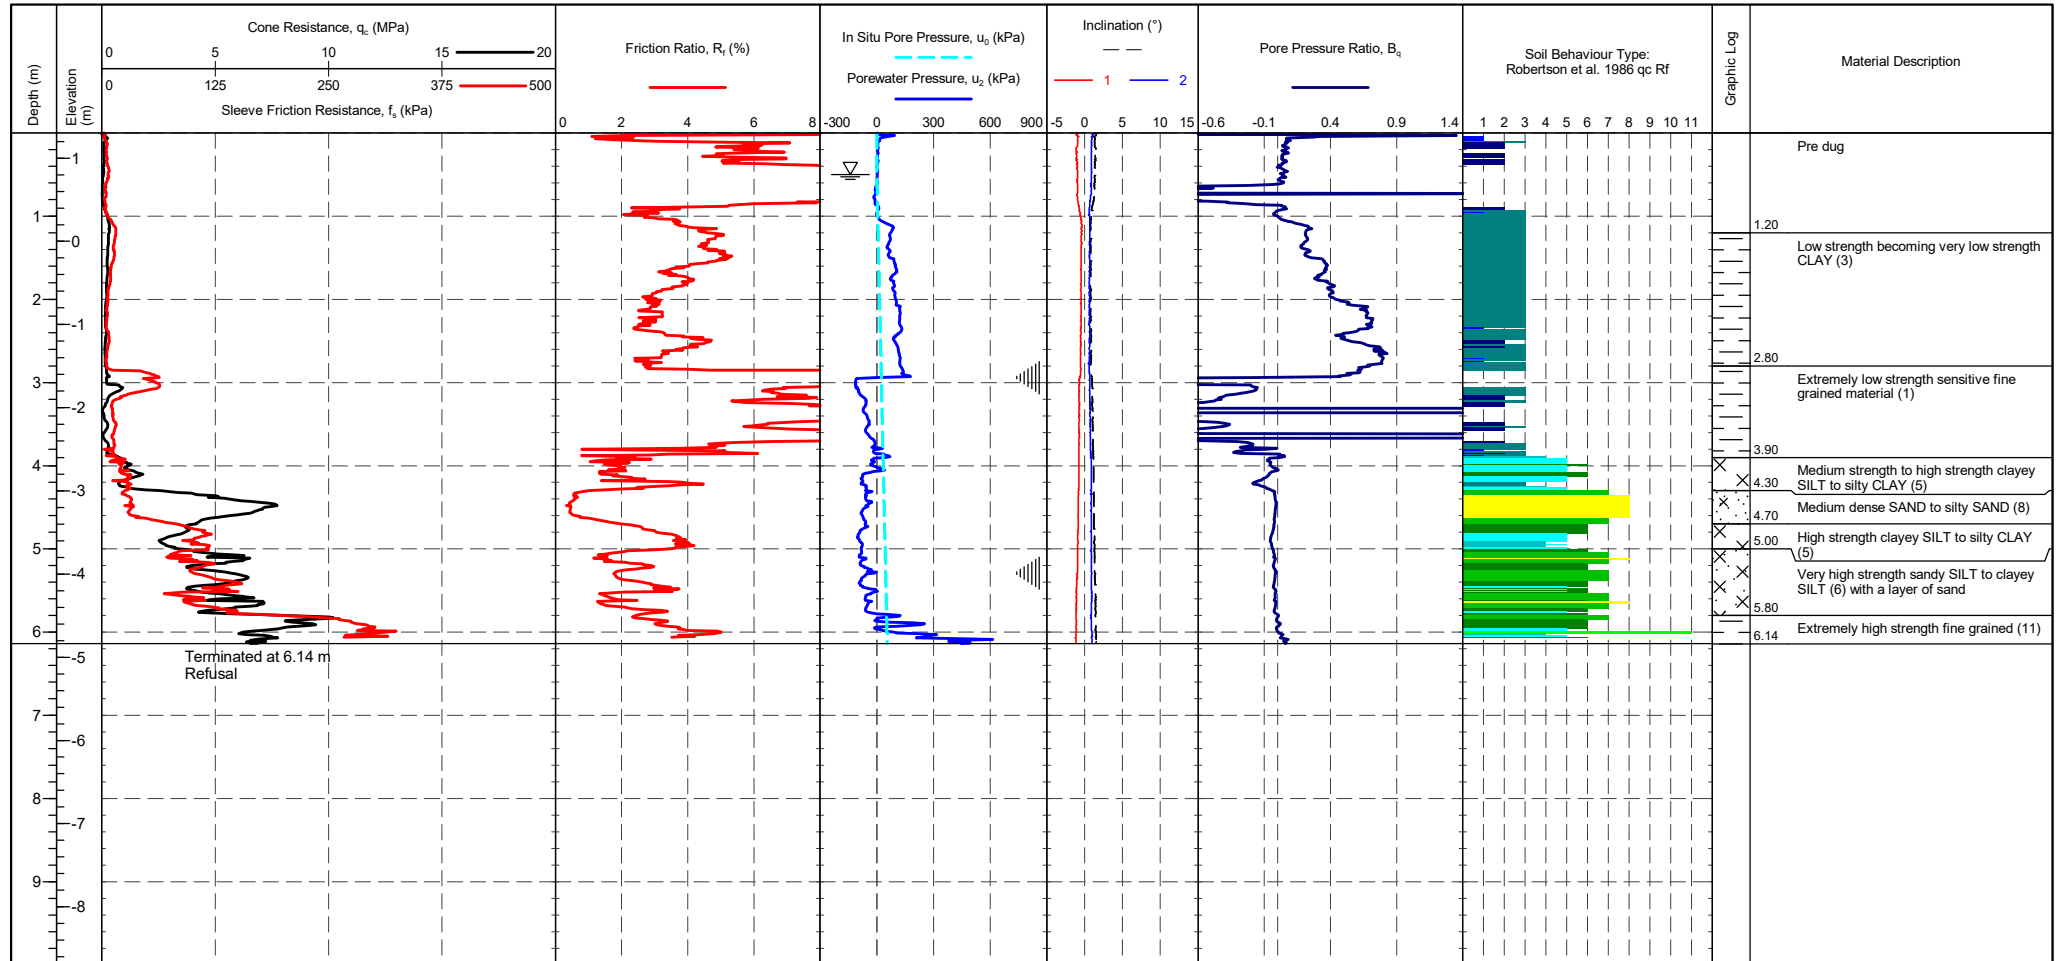 Depth (m)
Elevation (m)
Cone Resistance, qc (MPa)
0 5 10 15 20
0 125 250 375 500
Sleeve Friction Resistance, fs (kPa)
Friction Ratio, Rf (%)
0 2 4 6 8
In Situ Pore Pressure, u0 (kPa)
Porewater Pressure, u2 (kPa)
-300 0 300 600 900
Inclination (°)
1 2
-5 0 5 10 15
Pore Pressure Ratio, Bq
-0.6 -0.1 0.4 0.9 1.4
Soil Behaviour Type:
Robertson et al. 1986 qc Rf
1 2 3 4 5 6 7 8 9 10 11
Graphic Log
Material Description
1
Pre dug
1
1.20
0
Low strength becoming very low strength
CLAY (3)
2
-1
2.80
3
Extremely low strength sensitive fine
grained material (1)
-2
3.90
4
Medium strength to high strength clayey
SILT to silty CLAY (5)
4.30
-3
Medium dense SAND to silty SAND (8)
4.70
High strength clayey SILT to silty CLAY
(5)
5.00
5
-4
Very high strength sandy SILT to clayey
SILT (6) with a layer of sand
5.80
6
Extremely high strength fine grained (11)
6.14
-5
Terminated at 6.14 m
Refusal
7
-6
8
-7
9
-8